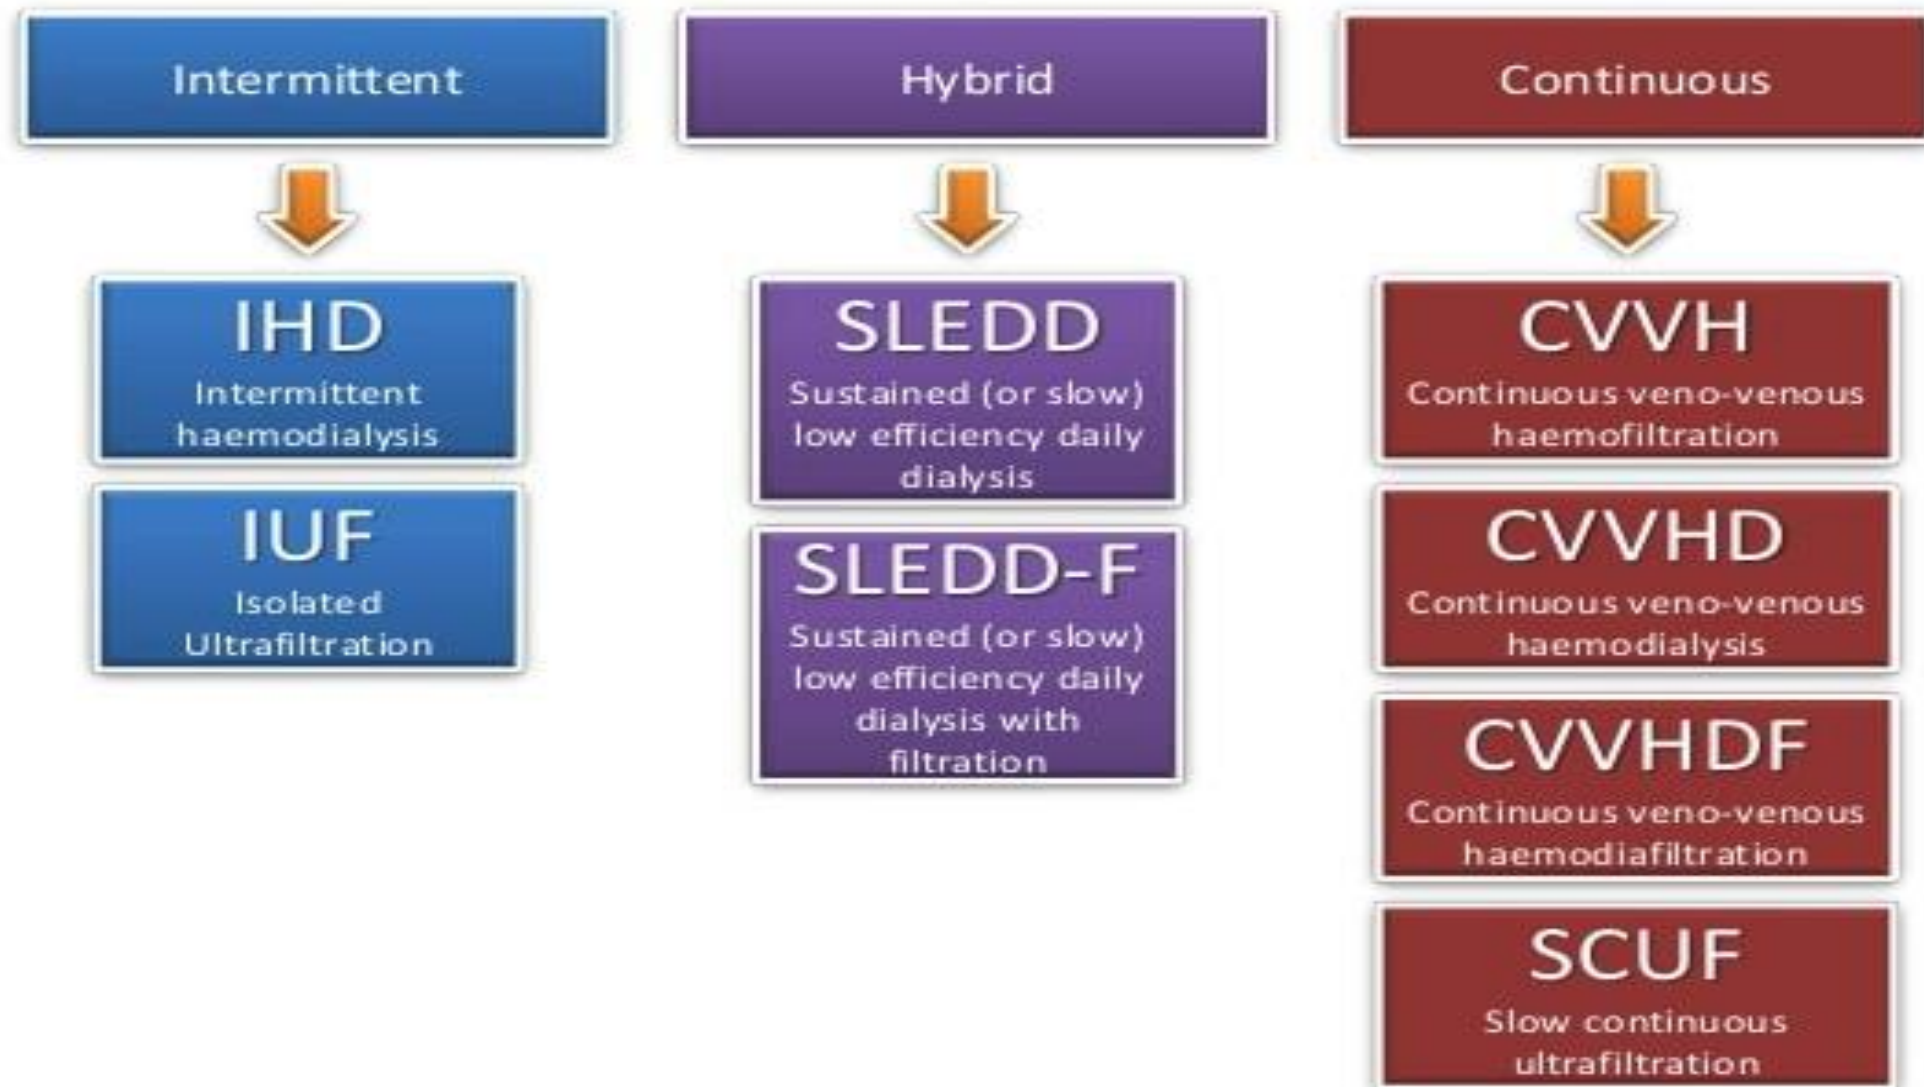 Intermittent
Hybrid
Continuous
IHD
Intermittent
haemodialysis
IUF
Isolated
Ultrafiltration
SLEDD
Sustained (or slow)
low efficiency daily
dialysis
SLEDD-F
Sustained (or slow)
low efficiency daily
dialysis with
filtration
CVVH
Continuous veno-venous
haemofiltration
CVVHD
Continuous veno-venous
haemodialysis
CVVHDF
Continuous veno-venous
haemodiafiltration
SCUF
Slow continuous
ultrafiltration